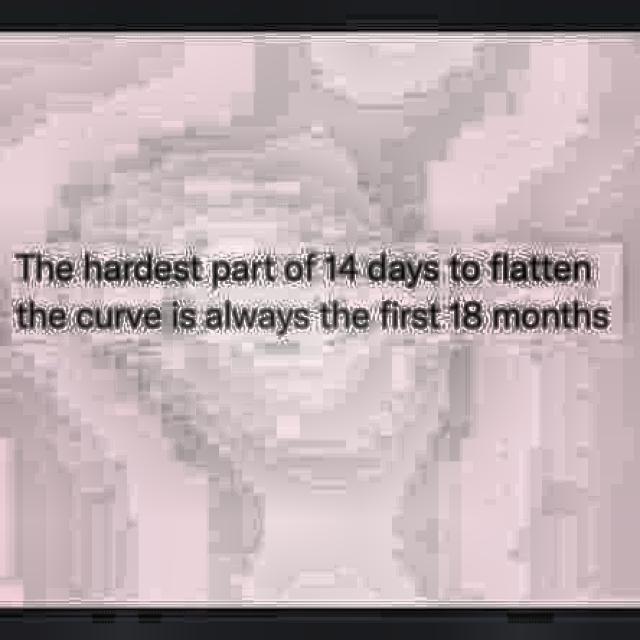 The hardest part of 14 days to flatten
the curve is always the first 18 months